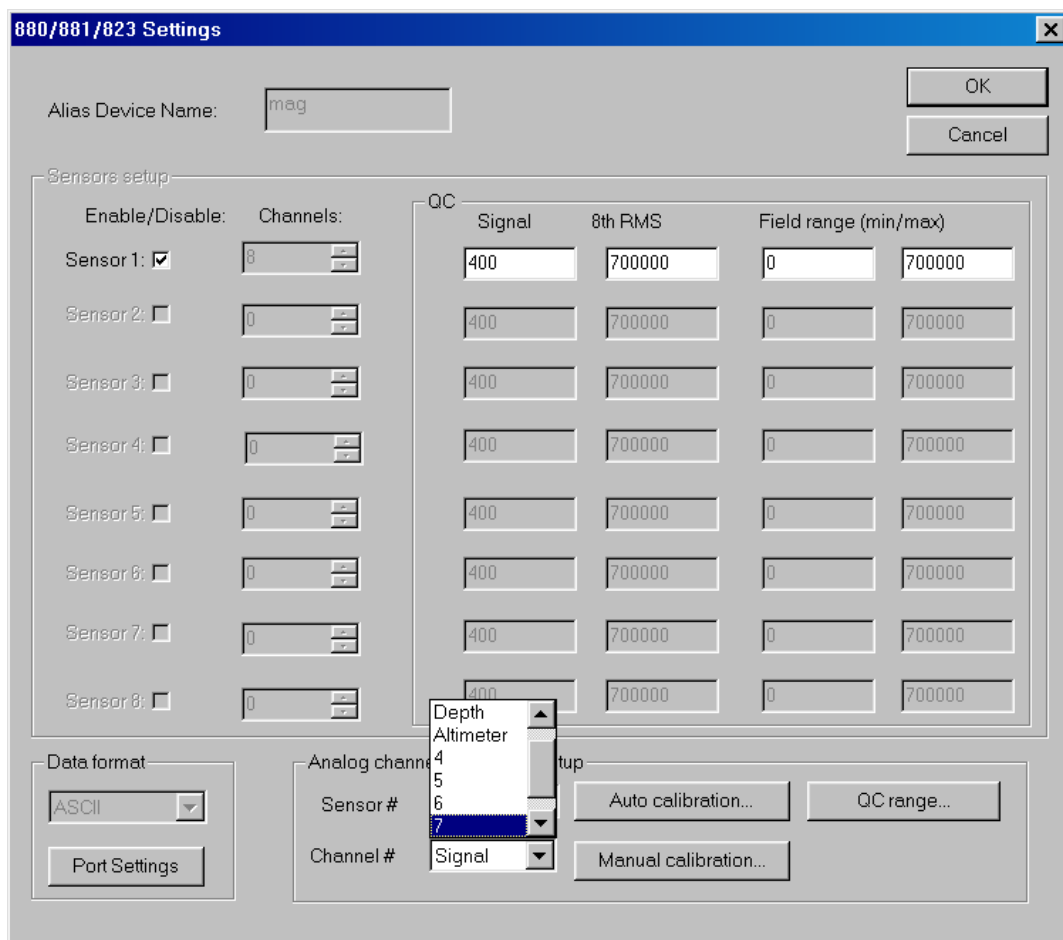 880/881/823 Settings
Alias Device Name: mag
OK
Cancel
Sensors setup
Enable/Disable: Channels:
QC
Signal 8th RMS Field range (min/max)
Sensor 1: 8 400 700000 0 700000
Sensor 2: 0 400 700000 0 700000
Sensor 3: 0 400 700000 0 700000
Sensor 4: 0 400 700000 0 700000
Sensor 5: 0 400 700000 0 700000
Sensor 6: 0 400 700000 0 700000
Sensor 7: 0 400 700000 0 700000
Sensor 8: 0 400 700000 0 700000
Depth
Altimeter
4
5
6
7
Data format
ASCII
Port Settings
Analog
Sensor #
Auto calibration...
QC range...
Channel # Signal
Manual calibration...